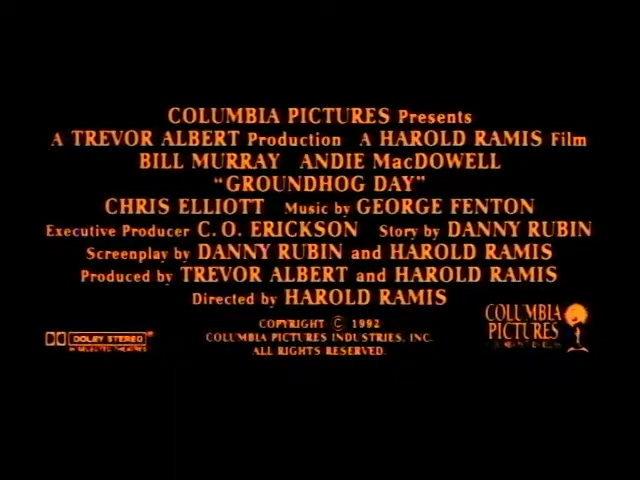 COLUMBIA PICTURES Presents
A TREVOR ALBERT Production A HAROLD RAMIS Film
BILL MURRAY ANDIE MacDOWELL
"GROUNDHOG DAY"
CHRIS ELLIOTT Music by GEORGE FENTON
Executive Producer C. O. ERICKSON Story by DANNY RUBIN
Screenplay by DANNY RUBIN and HAROLD RAMIS
Produced by TREVOR ALBERT and HAROLD RAMIS
Directed by HAROLD RAMIS
COPYRIGHT © 1992
COLUMBIA PICTURES INDUSTRIES, INC.
ALL RIGHTS RESERVED.
DOLBY STEREO
IN SELECTED THEATRES
COLUMBIA
PICTURES